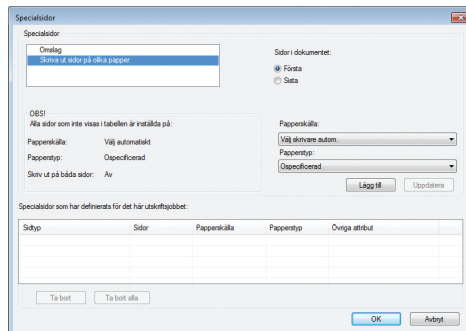 Specialsidor
Specialsidor
Omslag
Skriva ut sidor på olika papper
Sidor i dokumentet:
Första
Sista
OBS!
Alla sidor som inte visas i tabellen är inställda på:
Papperskälla: Välj automatiskt
Papperstyp: Ospecificerad
Skriv ut på båda sidor: Av
Papperskälla:
Välj skrivare autom.
Papperstyp:
Ospecificerad
Lägg till Uppdatera
Specialsidor som har definierats för det här utskriftsjobbet:
Sidtyp Sidor Papperskälla Papperstyp Övriga attribut
Ta bort Ta bort alla
OK Avbryt